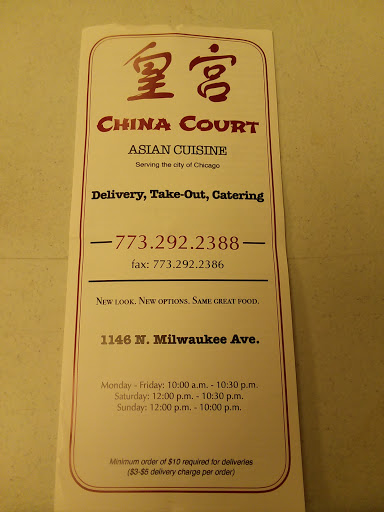 皇宫
CHINA COURT
ASIAN CUISINE
Serving the city of Chicago
Delivery, Take-Out, Catering
773.292.2388
fax: 773.292.2386
NEW LOOK. NEW OPTIONS. SAME GREAT FOOD.
1146 N. Milwaukee Ave.
Monday - Friday: 10:00 a.m. - 10:30 p.m.
Saturday: 12:00 p.m. - 10:30 p.m.
Sunday: 12:00 p.m. - 10:00 p.m.
Minimum order of $10 required for deliveries
($3-$5 delivery charge per order)